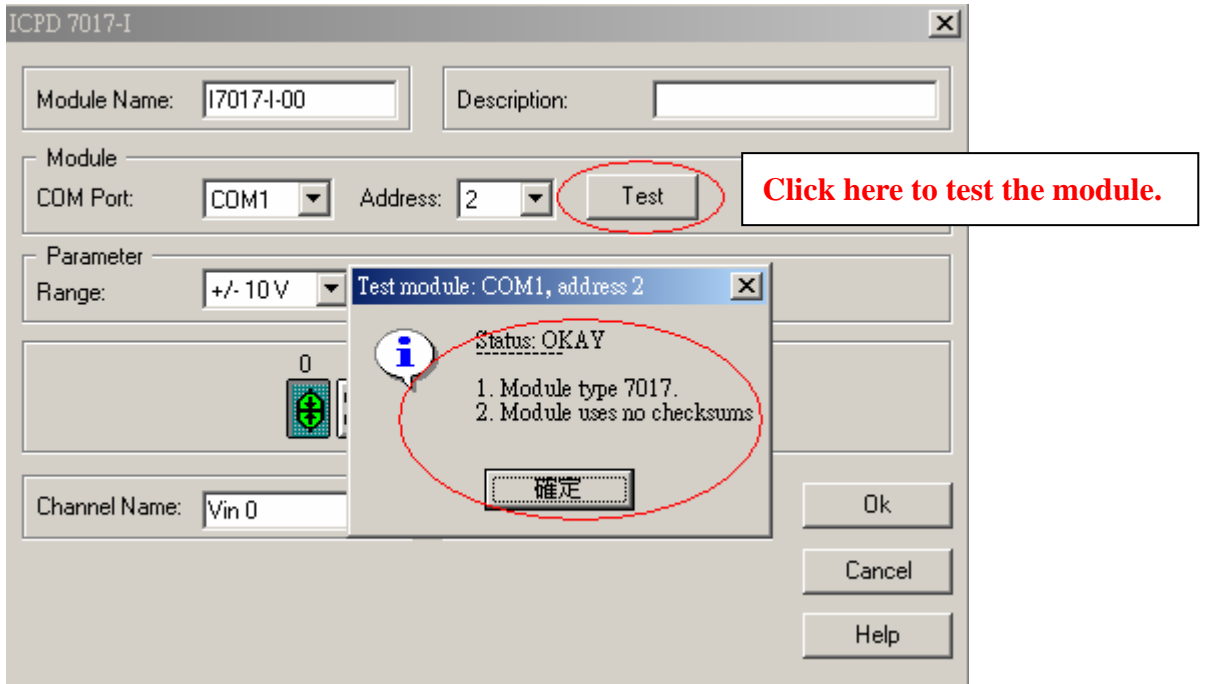 ICPD 7017-I
Module Name: I7017-I-00 Description:
Module
COM Port: COM1 Address: 2 Test
Click here to test the module.
Parameter
Range: +/- 10 V
Test module: COM1, address 2
Status: OKAY
1. Module type 7017.
2. Module uses no checksums
確定
0
Channel Name: Vin 0
Ok
Cancel
Help